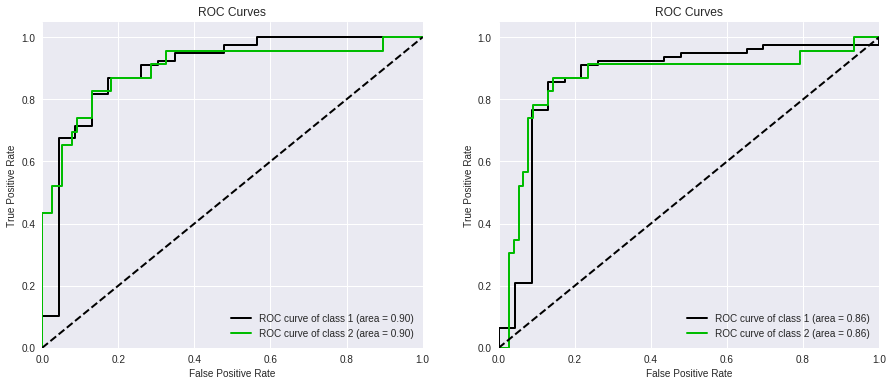 ROC Curves
1.0
0.8
0.6
0.4
0.2
0.0
True Positive Rate
ROC curve of class 1 (area = 0.90)
ROC curve of class 2 (area = 0.90)
0.0 0.2 0.4 0.6 0.8 1.0
False Positive Rate
ROC Curves
1.0
0.8
0.6
0.4
0.2
0.0
True Positive Rate
ROC curve of class 1 (area = 0.86)
ROC curve of class 2 (area = 0.86)
0.0 0.2 0.4 0.6 0.8 1.0
False Positive Rate